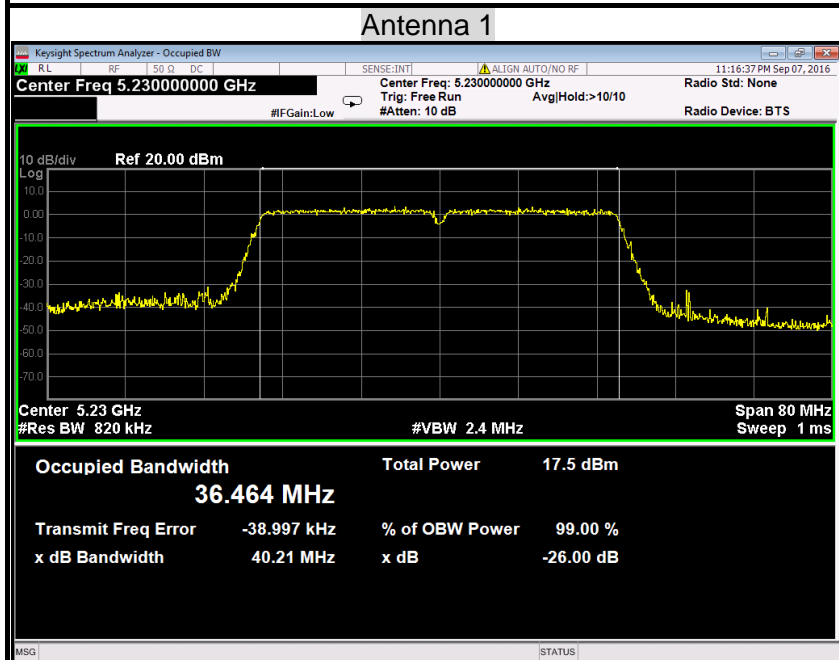 Antenna 1
Keysight Spectrum Analyzer - Occupied BW
LXI RL RF 50 Ω DC SENSE:INT ALIGN AUTO/NO RF 11:16:37 PM Sep 07, 2016
Center Freq 5.230000000 GHz Center Freq: 5.230000000 GHz Radio Std: None
Trig: Free Run Avg|Hold:>10/10
#IFGain:Low #Atten: 10 dB Radio Device: BTS
10 dB/div Ref 20.00 dBm
Log
10.0
0.00
-10.0
-20.0
-30.0
-40.0
-50.0
-60.0
-70.0
Center 5.23 GHz Span 80 MHz
#Res BW 820 kHz #VBW 2.4 MHz Sweep 1 ms
Occupied Bandwidth Total Power 17.5 dBm
36.464 MHz
Transmit Freq Error -38.997 kHz % of OBW Power 99.00 %
x dB Bandwidth 40.21 MHz x dB -26.00 dB
MSG STATUS